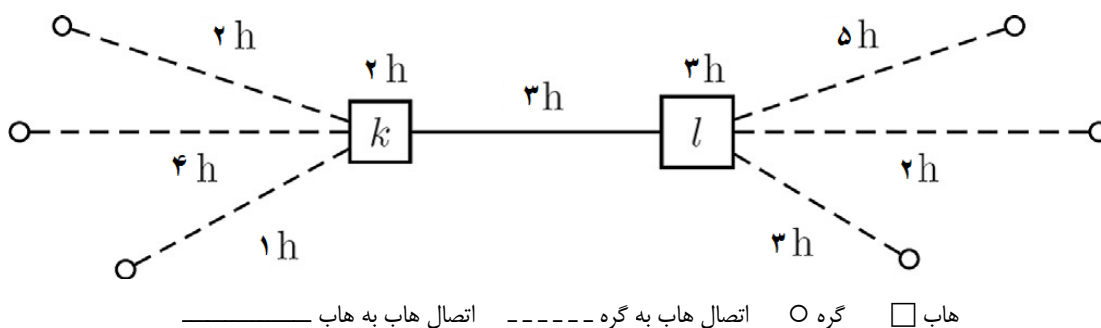 ۲ h
۵ h
۲ h
۳ h
۳ h
k
l
۴ h
۲ h
۱ h
۳ h
هاب گره اتصال هاب به گره اتصال هاب به هاب